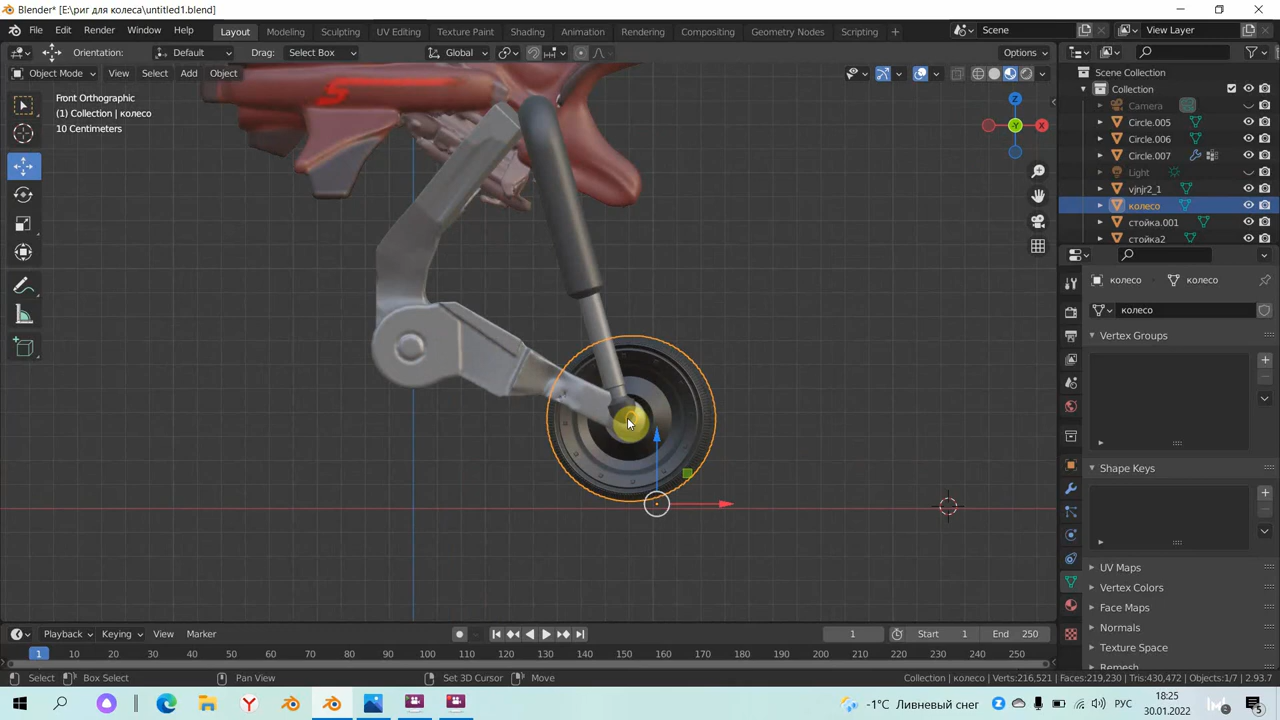 Blender* [E:\риг для колеса\untitled1.blend]
File Edit Render Window Help Layout Modeling Sculpting UV Editing Texture Paint Shading Animation Rendering Compositing Geometry Nodes Scripting + Scene View Layer
Orientation: Default Drag: Select Box Global Options
Object Mode View Select Add Object
Front Orthographic
(1) Collection | колесо
10 Centimeters
S
X
-Y
Z
Scene Collection
Collection
Camera
Circle.005
Circle.006
Circle.007
Light
vjnjr2_1
колесо
стойка.001
стойка2
колесо колесо
колесо
Vertex Groups
Shape Keys
UV Maps
Vertex Colors
Face Maps
Normals
Texture Space
Remesh
Playback Keying View Marker 1 Start 1 End 250
1 10 20 30 40 50 60 70 80 90 100 110 120 130 140 150 160 170 180 190 200 210 220 230 240 250
Select Box Select Pan View Set 3D Cursor Move Collection | колесо | Verts:216,521 | Faces:219,230 | Tris:430,472 | Objects:1/7 | 2.93.7
-1°C Ливневый снег РУС 18:25
30.01.2022
5